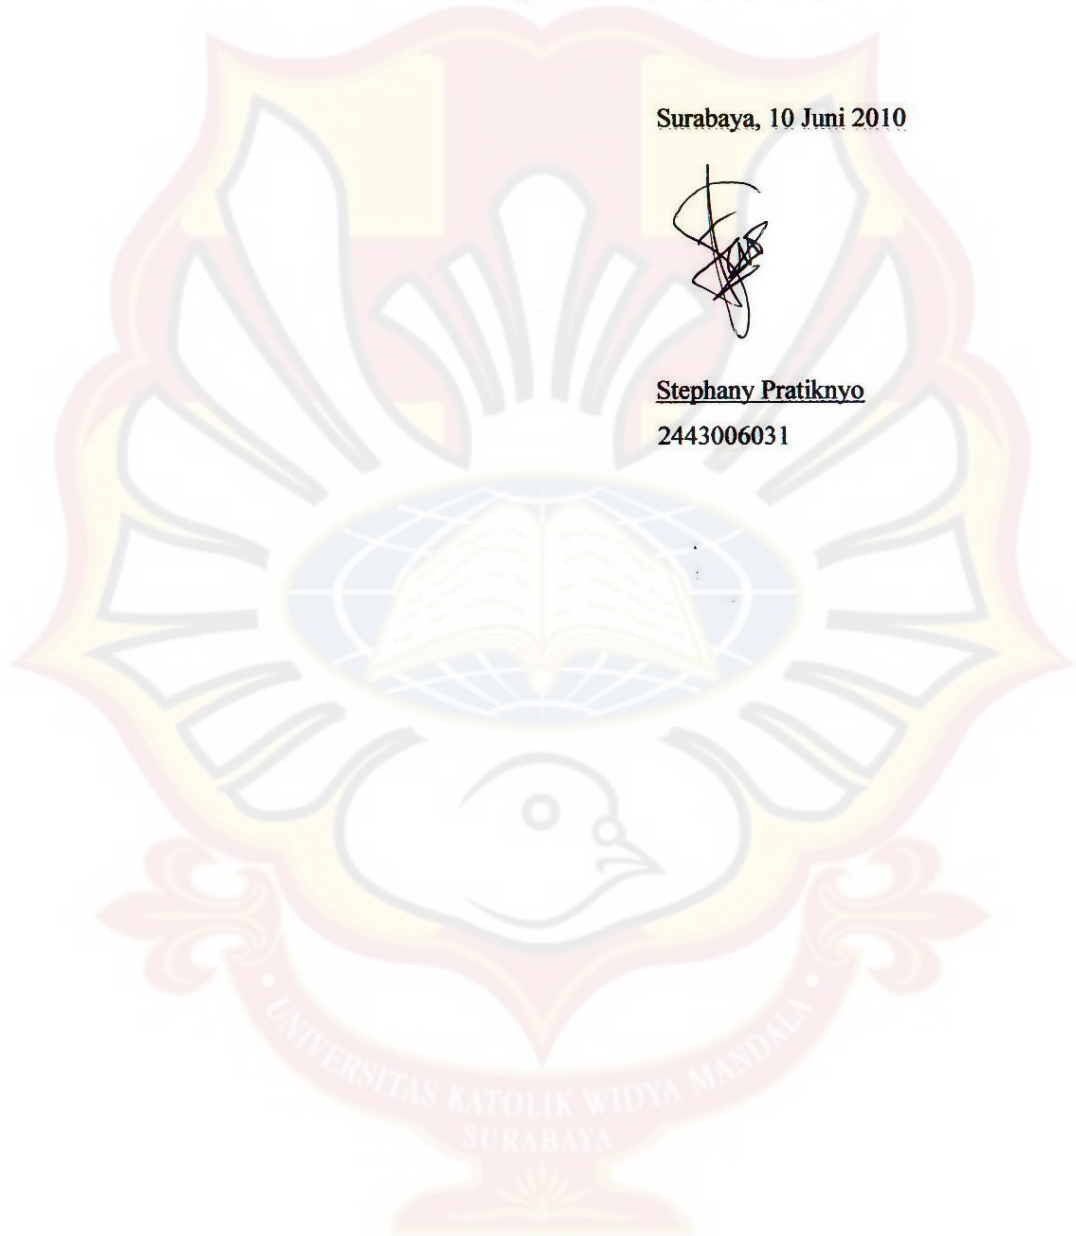 Surabaya, 10 Juni 2010
Stephany Pratiknyo
2443006031
UNIVERSITAS KATOLIK WIDYA MANDALA
SURABAYA